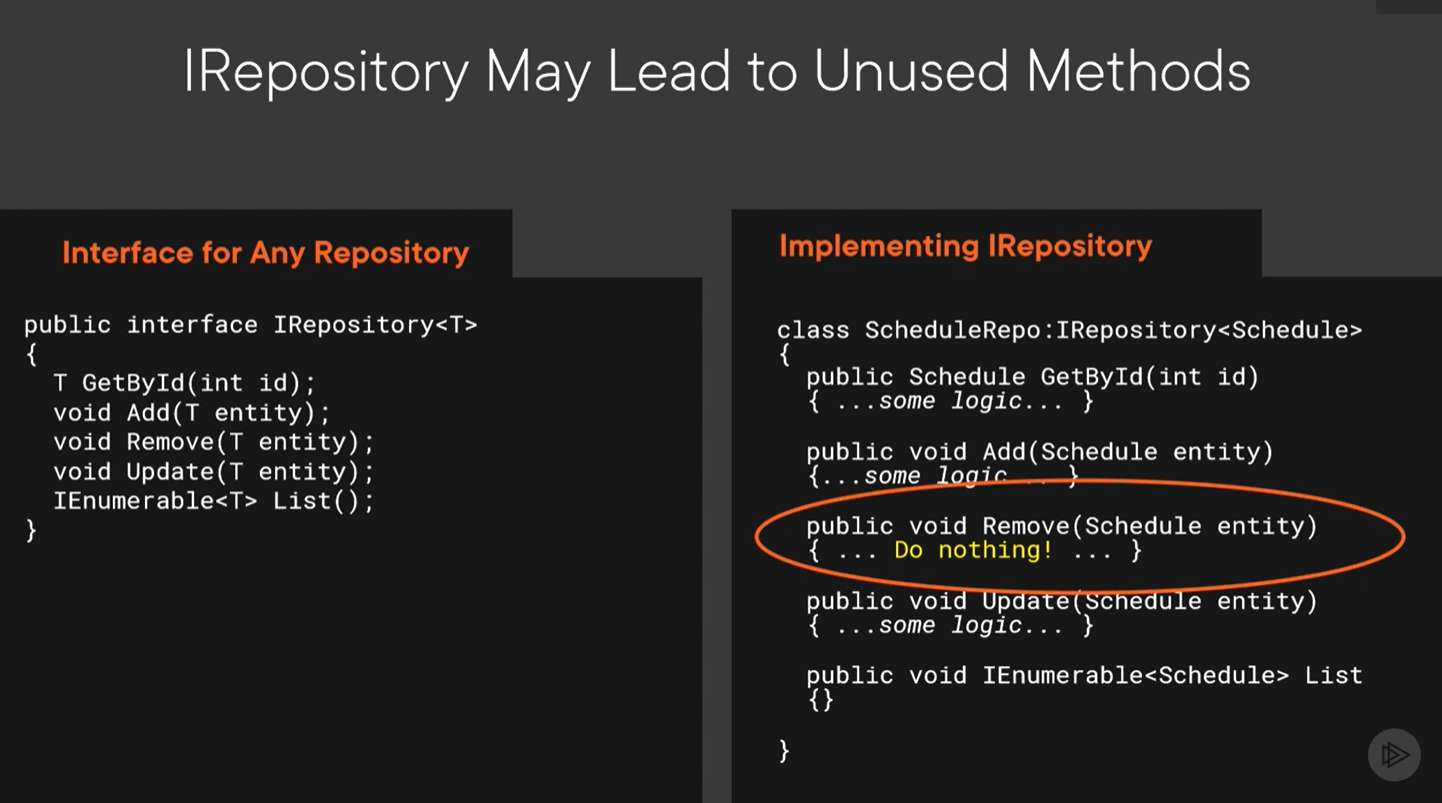 IRepository May Lead to Unused Methods
Interface for Any Repository
public interface IRepository<T>
{
T GetById(int id);
void Add(T entity);
void Remove(T entity);
void Update(T entity);
IEnumerable<T> List();
}
Implementing IRepository
class ScheduleRepo:IRepository<Schedule>
{
public Schedule GetById(int id)
{ ...some logic... }
public void Add(Schedule entity)
{...some logic... }
public void Remove(Schedule entity)
{ ... Do nothing! ... }
public void Update(Schedule entity)
{ ...some logic... }
public void IEnumerable<Schedule> List
{}
}